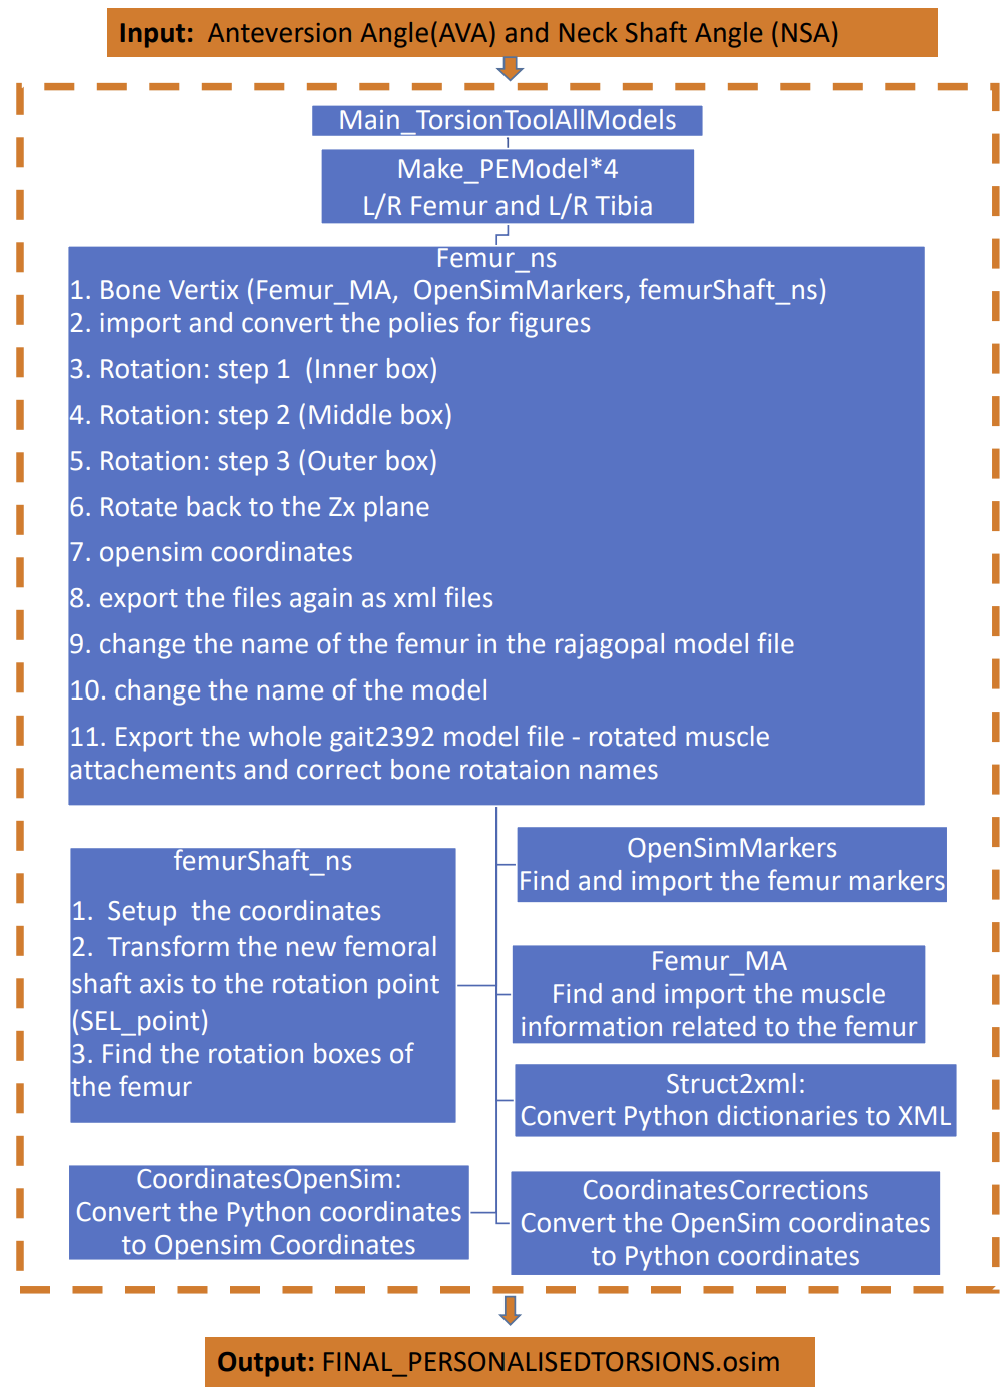 Input: Anteversion Angle(AVA) and Neck Shaft Angle (NSA)
Main_TorsionToolAllModels
Make_PEModel*4
L/R Femur and L/R Tibia
Femur_ns
1. Bone Vertix (Femur_MA, OpenSimMarkers, femurShaft_ns)
2. import and convert the polies for figures
3. Rotation: step 1 (Inner box)
4. Rotation: step 2 (Middle box)
5. Rotation: step 3 (Outer box)
6. Rotate back to the Zx plane
7. opensim coordinates
8. export the files again as xml files
9. change the name of the femur in the rajagopal model file
10. change the name of the model
11. Export the whole gait2392 model file - rotated muscle
attachements and correct bone rotataion names
femurShaft_ns
1. Setup the coordinates
2. Transform the new femoral
shaft axis to the rotation point
(SEL_point)
3. Find the rotation boxes of
the femur
OpenSimMarkers
Find and import the femur markers
Femur_MA
Find and import the muscle
information related to the femur
Struct2xml:
Convert Python dictionaries to XML
CoordinatesOpenSim:
Convert the Python coordinates
to Opensim Coordinates
CoordinatesCorrections
Convert the OpenSim coordinates
to Python coordinates
Output: FINAL_PERSONALISEDTORSIONS.osim